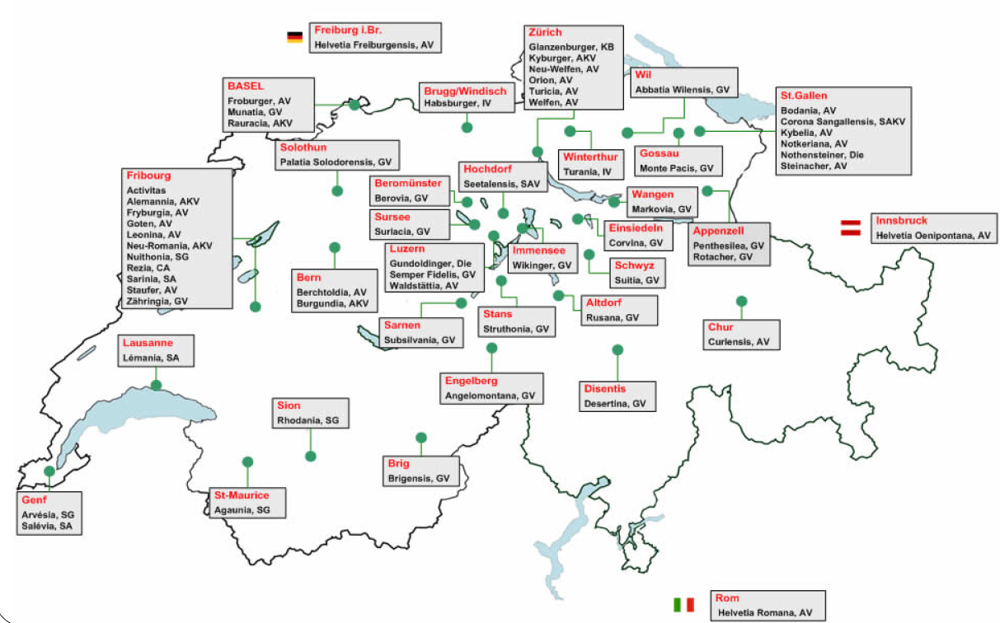 Freiburg i.Br.
Helvetia Freiburgensis, AV
Zürich
Glanzenburger, KB
Kyburger, AKV
Neu-Welfen, AV
Orion, AV
Turicia, AV
Welfen, AV
BASEL
Froburger, AV
Munatia, GV
Rauracia, AKV
Brugg/Windisch
Habsburger, IV
Wil
Abbatia Wilensis, GV
St.Gallen
Bodania, AV
Corona Sangallensis, SAKV
Kybelia, AV
Notkeriana, AV
Nothensteiner, Die
Steinacher, AV
Solothun
Palatia Solodorensis, GV
Winterthur
Turania, IV
Gossau
Monte Pacis, GV
Fribourg
Activitas
Alemannia, AKV
Fryburgia, AV
Goten, AV
Leonina, AV
Neu-Romania, AKV
Nuithonia, SG
Rezia, CA
Sarinia, SA
Staufer, AV
Zähringia, GV
Beromünster
Berovia, GV
Hochdorf
Seetalensis, SAV
Wangen
Markovia, GV
Sursee
Surlacia, GV
Einsiedeln
Corvina, GV
Appenzell
Penthesilea, GV
Rotacher, GV
Innsbruck
Helvetia Oenipontana, AV
Luzern
Gundoldinger, Die
Semper Fidelis, GV
Waldstättia, AV
Immensee
Wikinger, GV
Schwyz
Suitia, GV
Bern
Berchtoldia, AV
Burgundia, AKV
Sarnen
Subsilvania, GV
Stans
Struthonia, GV
Altdorf
Rusana, GV
Chur
Curiensis, AV
Lausanne
Lémania, SA
Engelberg
Angelomontana, GV
Disentis
Desertina, GV
Sion
Rhodania, SG
Brig
Brigensis, GV
Genf
Arvésia, SG
Salévia, SA
St-Maurice
Agaunia, SG
Rom
Helvetia Romana, AV